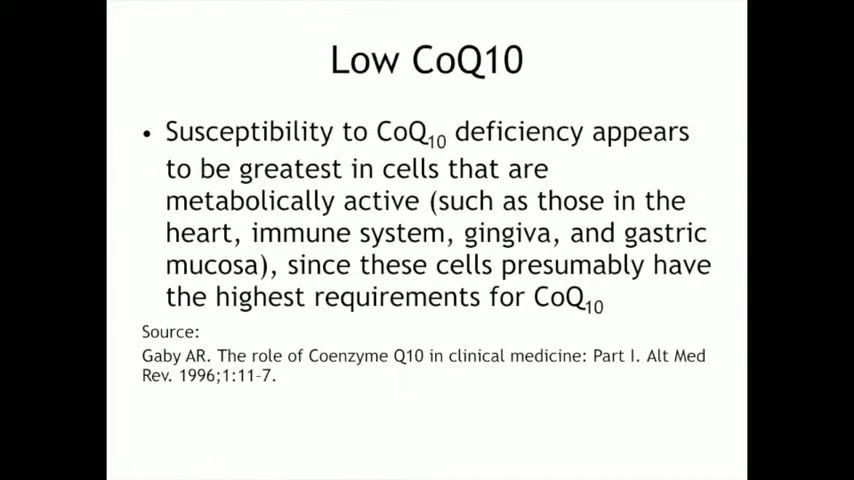 Low CoQ10
• Susceptibility to CoQ10 deficiency appears
to be greatest in cells that are
metabolically active (such as those in the
heart, immune system, gingiva, and gastric
mucosa), since these cells presumably have
the highest requirements for CoQ10
Source:
Gaby AR. The role of Coenzyme Q10 in clinical medicine: Part I. Alt Med
Rev. 1996;1:11-7.